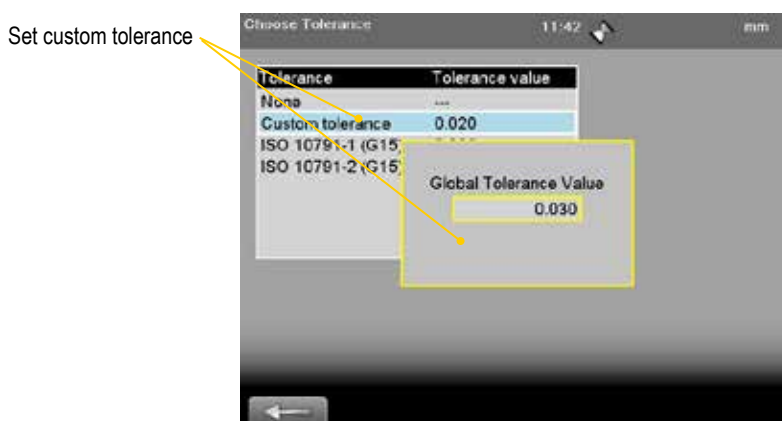 Set custom tolerance
Choose Tolerance 11:42 mm
Tolerance Tolerance value
None ---
Custom tolerance 0.020
ISO 10791-1 (G15)
ISO 10791-2 (G15)
Global Tolerance Value
0.030